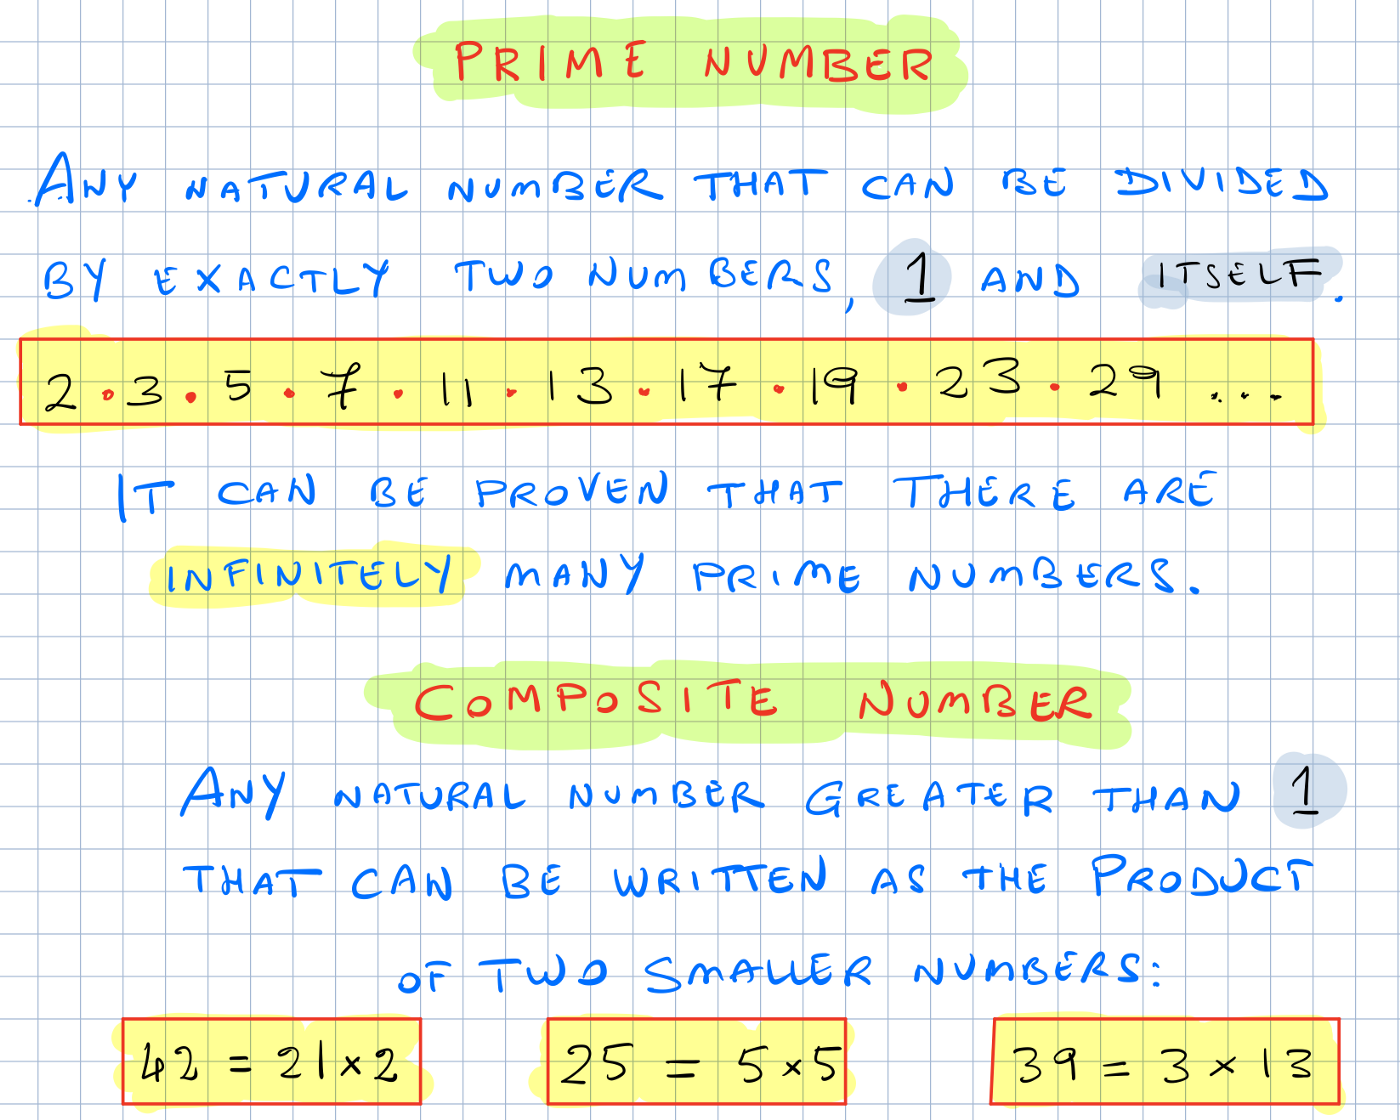 PRIME NUMBER
ANY NATURAL NUMBER THAT CAN BE DIVIDED
BY EXACTLY TWO NUMBERS, 1 AND ITSELF.
2 · 3 · 5 · 7 · 11 · 13 · 17 · 19 · 23 · 29 ...
IT CAN BE PROVEN THAT THERE ARE
INFINITELY MANY PRIME NUMBERS.
COMPOSITE NUMBER
ANY NATURAL NUMBER GREATER THAN 1
THAT CAN BE WRITTEN AS THE PRODUCT
OF TWO SMALLER NUMBERS:
42 = 21 × 2 25 = 5 × 5 39 = 3 × 13